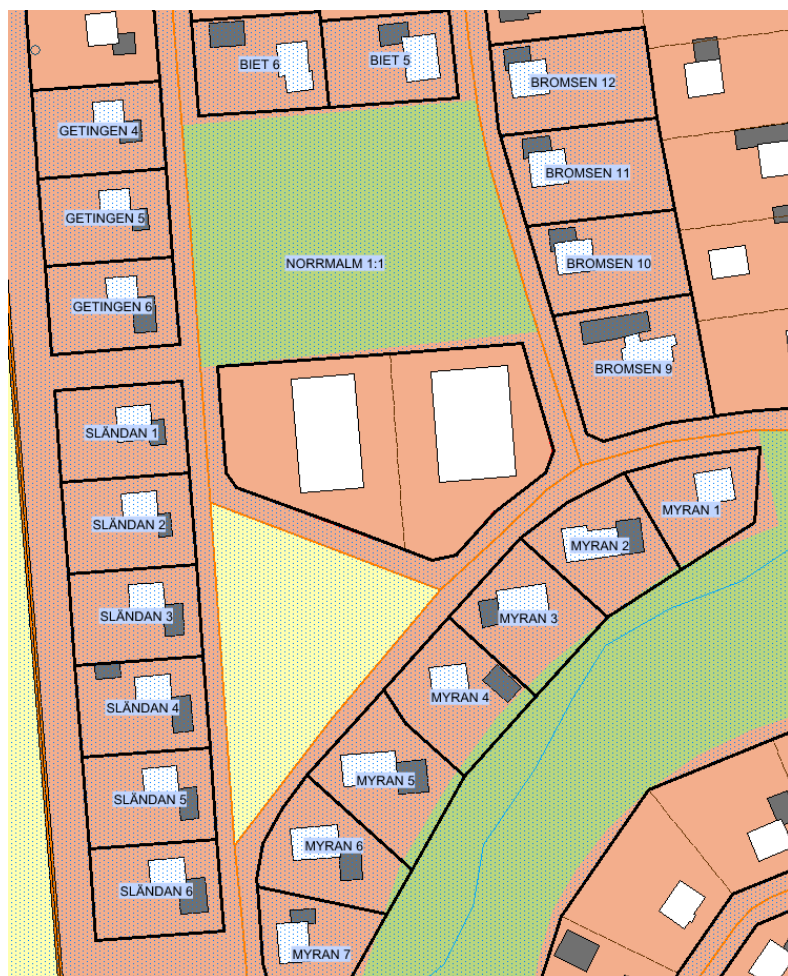 BIET 6
BIET 5
BROMSEN 12
GETINGEN 4
BROMSEN 11
GETINGEN 5
NORRMALM 1:1
BROMSEN 10
GETINGEN 6
BROMSEN 9
SLÄNDAN 1
MYRAN 1
SLÄNDAN 2
MYRAN 2
SLÄNDAN 3
MYRAN 3
MYRAN 4
SLÄNDAN 4
MYRAN 5
SLÄNDAN 5
MYRAN 6
SLÄNDAN 6
MYRAN 7